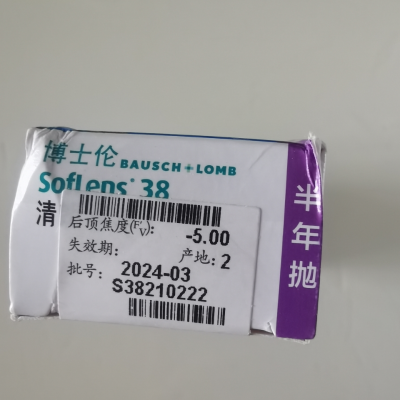 博士伦 BAUSCH+LOMB
SofLens® 38
清
后顶焦度(Fv): -5.00
失效期: 产地: 2
2024-03
批号: S38210222
半年抛